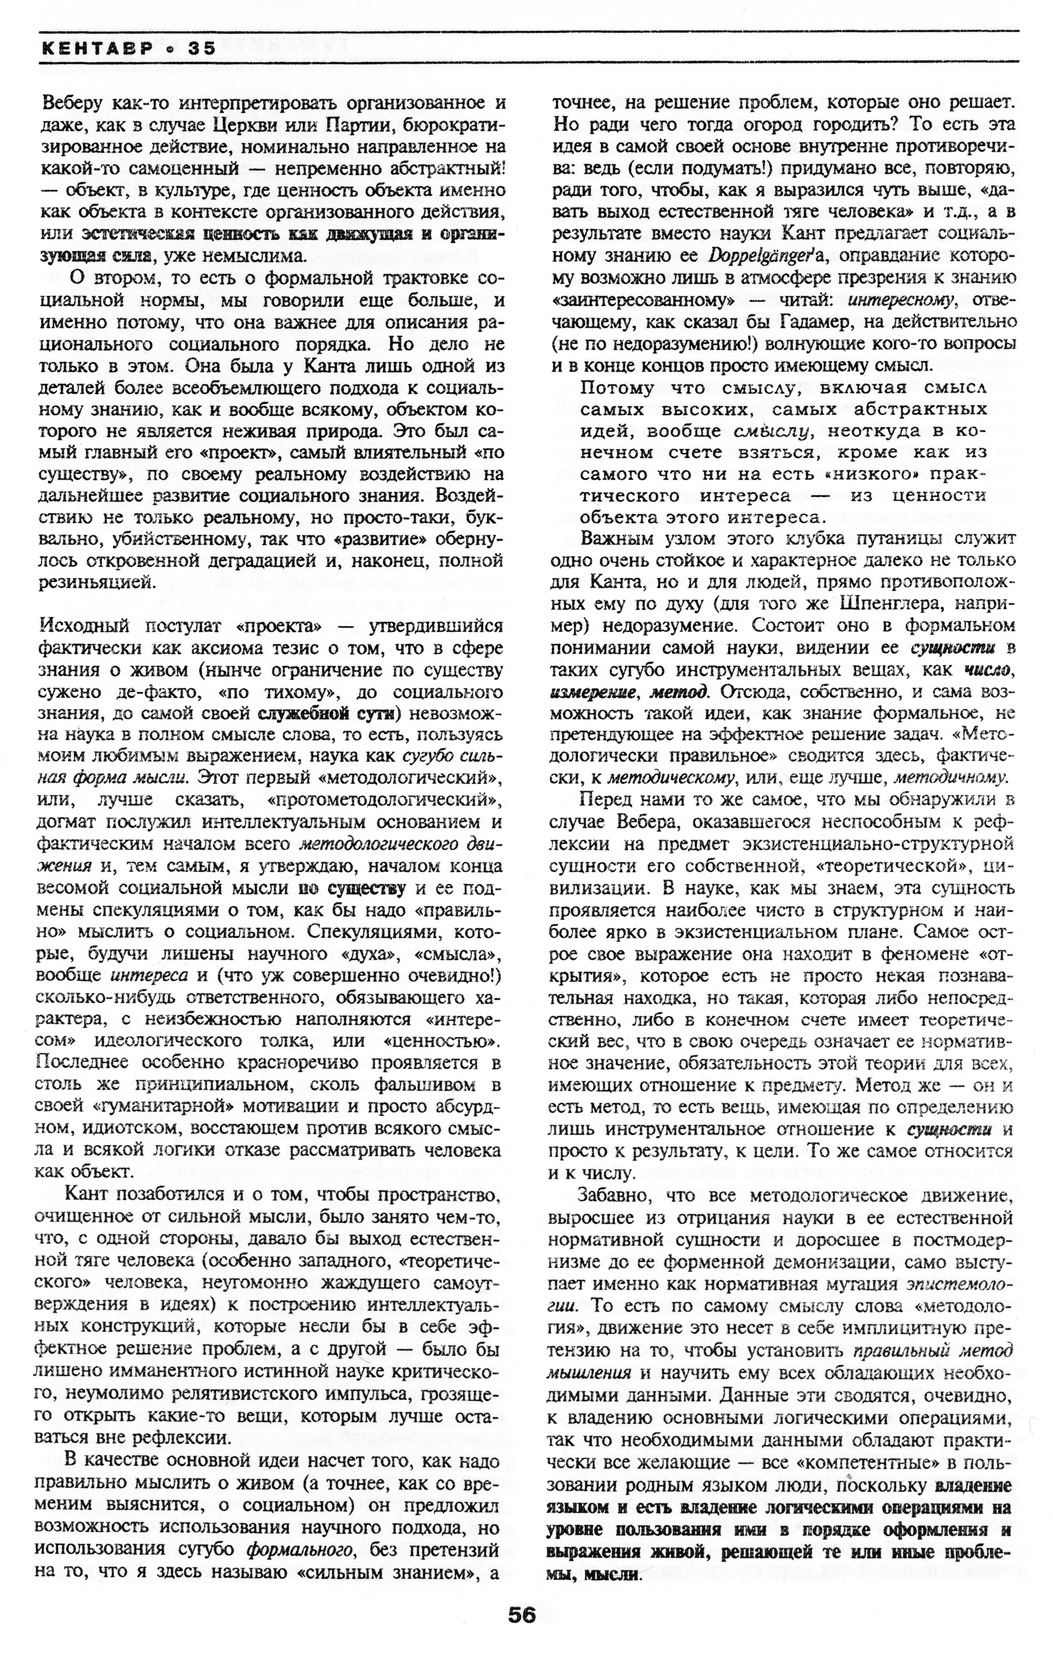 КЕНТАВР • 35
Веберу как-то интерпретировать организованное и
даже, как в случае Церкви или Партии, бюрократи-
зированное действие, номинально направленное на
какой-то самоценный — непременно абстрактный!
— объект, в культуре, где ценность объекта именно
как объекта в контексте организованного действия,
или эстетическая ценность как движущая и органи-
зующая сила, уже немыслима.
О втором, то есть о формальной трактовке со-
циальной нормы, мы говорили еще больше, и
именно потому, что она важнее для описания ра-
ционального социального порядка. Но дело не
только в этом. Она была у Канта лишь одной из
деталей более всеобъемлющего подхода к социаль-
ному знанию, как и вообще всякому, объектом ко-
торого не является неживая природа. Это был са-
мый главный его «проект», самый влиятельный «по
существу», по своему реальному воздействию на
дальнейшее развитие социального знания. Воздей-
ствию не только реальному, но просто-таки, бук-
вально, убийственному, так что «развитие» оберну-
лось откровенной деградацией и, наконец, полной
резиньяцией.
Исходный постулат «проекта» — утвердившийся
фактически как аксиома тезис о том, что в сфере
знания о живом (нынче ограничение по существу
сужено де-факто, «по тихому», до социального
знания, до самой своей служебной сути) невозмож-
на наука в полном смысле слова, то есть, пользуясь
моим любимым выражением, наука как сугубо силь-
ная форма мысли. Этот первый «методологический»,
или, лучше сказать, «протометодологический»,
догмат послужил интеллектуальным основанием и
фактическим началом всего методологического дви-
жения и, тем самым, я утверждаю, началом конца
весомой социальной мысли по существу и ее под-
мены спекуляциями о том, как бы надо «правиль-
но» мыслить о социальном. Спекуляциями, кото-
рые, будучи лишены научного «духа», «смысла»,
вообще интереса и (что уж совершенно очевидно!)
сколько-нибудь ответственного, обязывающего ха-
рактера, с неизбежностью наполняются «интере-
сом» идеологического толка, или «ценностью».
Последнее особенно красноречиво проявляется в
столь же принципиальном, сколь фальшивом в
своей «гуманитарной» мотивации и просто абсурд-
ном, идиотском, восстающем против всякого смыс-
ла и всякой логики отказе рассматривать человека
как объект.
Кант позаботился и о том, чтобы пространство,
очищенное от сильной мысли, было занято чем-то,
что, с одной стороны, давало бы выход естествен-
ной тяге человека (особенно западного, «теоретиче-
ского» человека, неугомонно жаждущего самоут-
верждения в идеях) к построению интеллектуаль-
ных конструкций, которые несли бы в себе эф-
фектное решение проблем, а с другой — было бы
лишено имманентного истинной науке критическо-
го, неумолимо релятивистского импульса, грозяще-
го открыть какие-то вещи, которым лучше оста-
ваться вне рефлексии.
В качестве основной идеи насчет того, как надо
правильно мыслить о живом (а точнее, как со вре-
менем выяснится, о социальном) он предложил
возможность использования научного подхода, но
использования сугубо формального, без претензий
на то, что я здесь называю «сильным знанием», а
точнее, на решение проблем, которые оно решает.
Но ради чего тогда огород городить? То есть эта
идея в самой своей основе внутренне противоречи-
ва: ведь (если подумать!) придумано все, повторяю,
ради того, чтобы, как я выразился чуть выше, «да-
вать выход естественной тяге человека» и т.д., а в
результате вместо науки Кант предлагает социаль-
ному знанию ее Doppelgänger'a, оправдание которо-
му возможно лишь в атмосфере презрения к знанию
«заинтересованному» — читай: интересному, отве-
чающему, как сказал бы Гадамер, на действительно
(не по недоразумению!) волнующие кого-то вопросы
и в конце концов просто имеющему смысл.
Потому что смыслу, включая смысл
самых высоких, самых абстрактных
идей, вообще смыслу, неоткуда в ко-
нечном счете взяться, кроме как из
самого что ни на есть «низкого» прак-
тического интереса — из ценности
объекта этого интереса.
Важным узлом этого клубка путаницы служит
одно очень стойкое и характерное далеко не только
для Канта, но и для людей, прямо противополож-
ных ему по духу (для того же Шпенглера, напри-
мер) недоразумение. Состоит оно в формальном
понимании самой науки, видении ее сущности в
таких сугубо инструментальных вещах, как число,
измерение, метод. Отсюда, собственно, и сама воз-
можность такой идеи, как знание формальное, не
претендующее на эффектное решение задач. «Мето-
дологически правильное» сводится здесь, фактиче-
ски, к методическому, или, еще лучше, методичному.
Перед нами то же самое, что мы обнаружили в
случае Вебера, оказавшегося неспособным к реф-
лексии на предмет экзистенциально-структурной
сущности его собственной, «теоретической», ци-
вилизации. В науке, как мы знаем, эта сущность
проявляется наиболее чисто в структурном и наи-
более ярко в экзистенциальном плане. Самое ост-
рое свое выражение она находит в феномене «от-
крытия», которое есть не просто некая познава-
тельная находка, но такая, которая либо непосред-
ственно, либо в конечном счете имеет теоретиче-
ский вес, что в свою очередь означает ее норматив-
ное значение, обязательность этой теории для всех,
имеющих отношение к предмету. Метод же — он и
есть метод, то есть вещь, имеющая по определению
лишь инструментальное отношение к сущности и
просто к результату, к цели. То же самое относится
и к числу.
Забавно, что все методологическое движение,
выросшее из отрицания науки в ее естественной
нормативной сущности и доросшее в постмодер-
низме до ее форменной демонизации, само высту-
пает именно как нормативная мутация эпистемоло-
гии. То есть по самому смыслу слова «методоло-
гия», движение это несет в себе имплицитную пре-
тензию на то, чтобы установить правильный метод
мышления и научить ему всех обладающих необхо-
димыми данными. Данные эти сводятся, очевидно,
к владению основными логическими операциями,
так что необходимыми данными обладают практи-
чески все желающие — все «компетентные» в поль-
зовании родным языком люди, поскольку владение
языком и есть владение логическими операциями на
уровне пользования ими в порядке оформления и
выражения живой, решающей те или иные пробле-
мы, мысли.
56